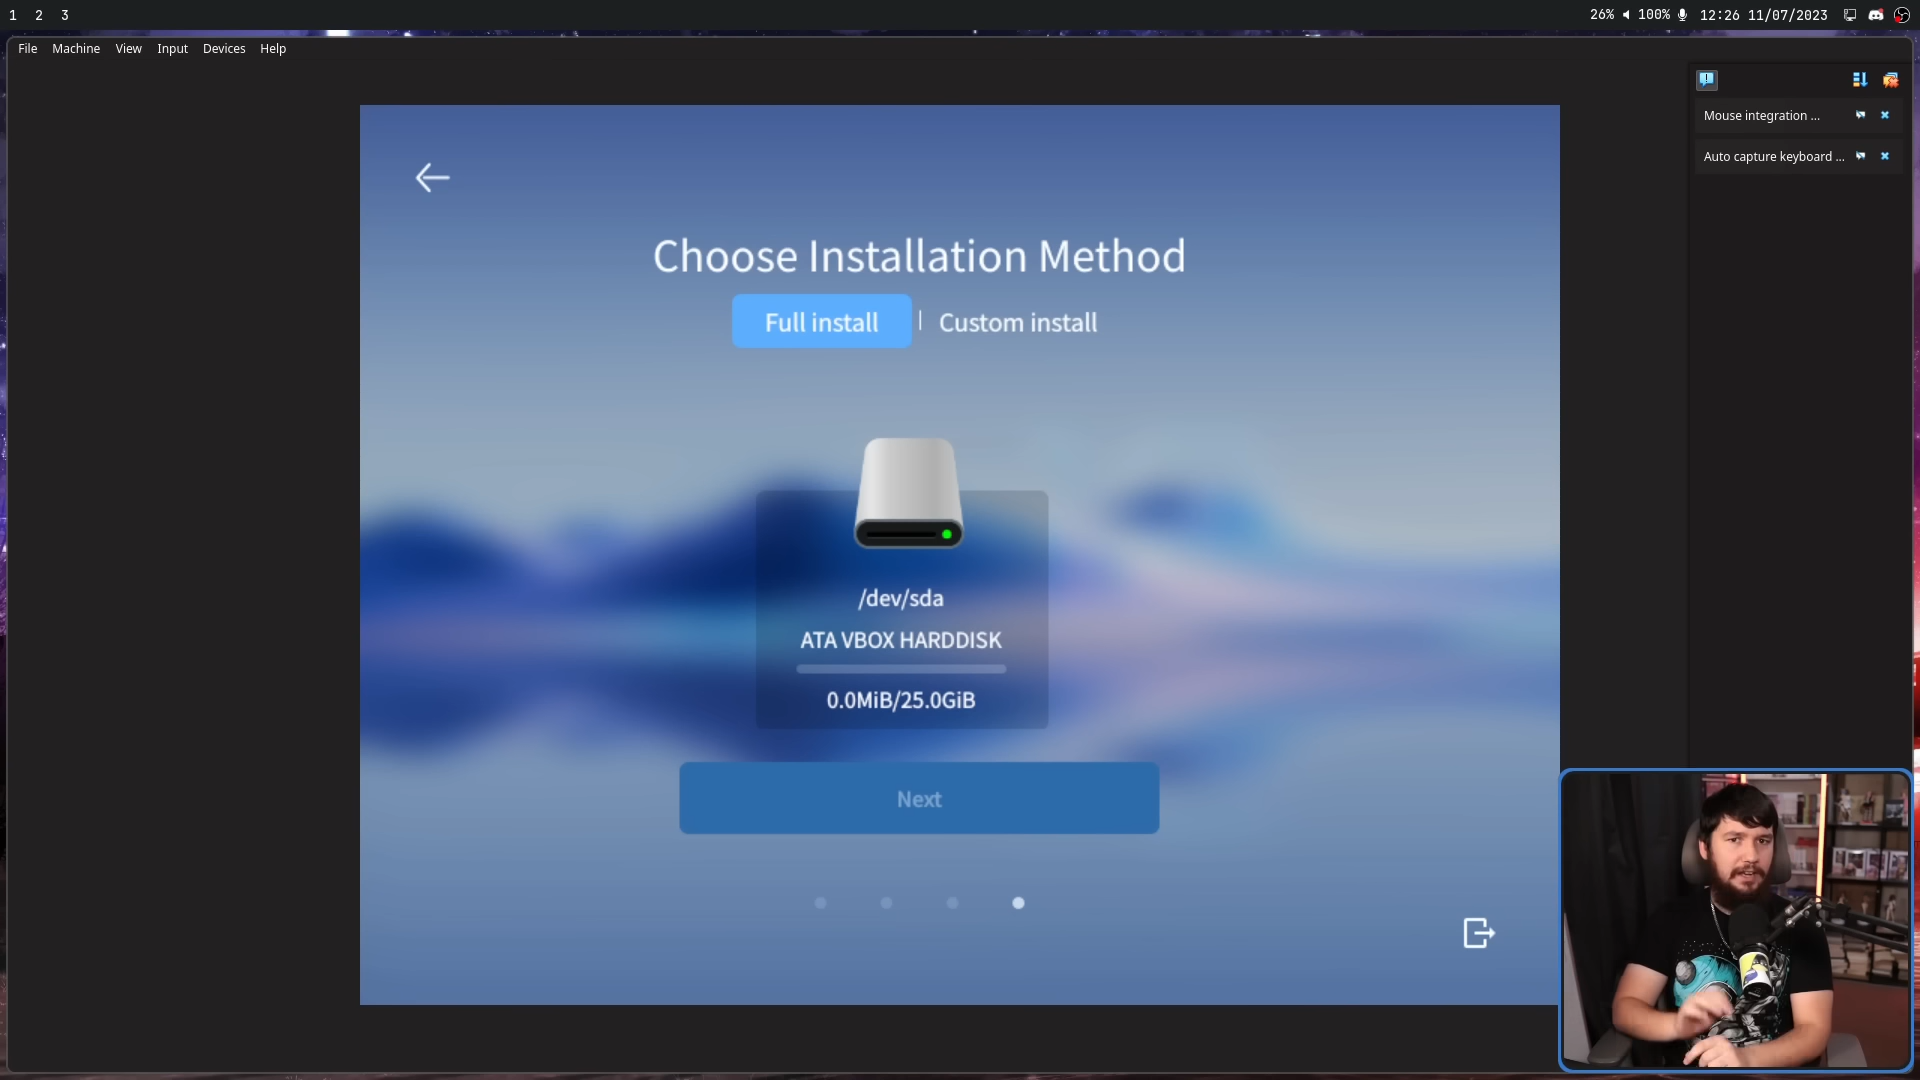 1 2 3
26% 100% 12:26 11/07/2023
File Machine View Input Devices Help
Mouse integration ...
Auto capture keyboard ...
Choose Installation Method
Full install | Custom install
/dev/sda
ATA VBOX HARDDISK
0.0MiB/25.0GiB
Next